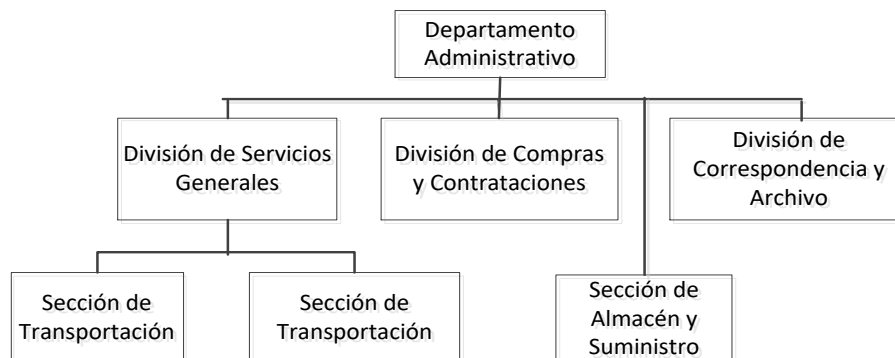 Departamento
Administrativo
División de Servicios
Generales
División de Compras
y Contrataciones
División de
Correspondencia y
Archivo
Sección de
Transportación
Sección de
Transportación
Sección de
Almacén y
Suministro